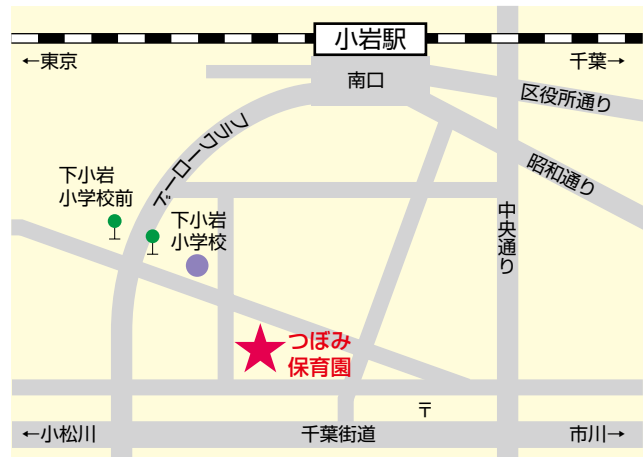 小岩駅
←東京
千葉→
南口
区役所通り
昭和通り
フラワーロード
下小岩
小学校前
下小岩
小学校
中央通り
つぼみ
保育園
〒
←小松川
千葉街道
市川→